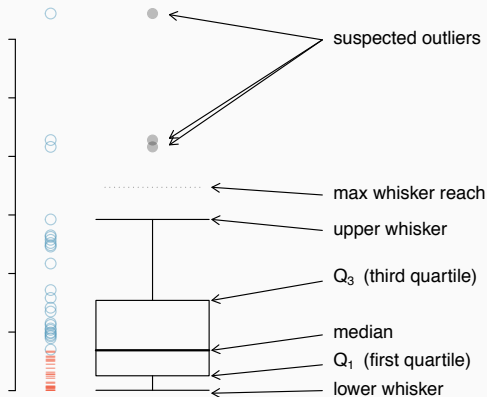 suspected outliers
max whisker reach
upper whisker
Q₃ (third quartile)
median
Q₁ (first quartile)
lower whisker